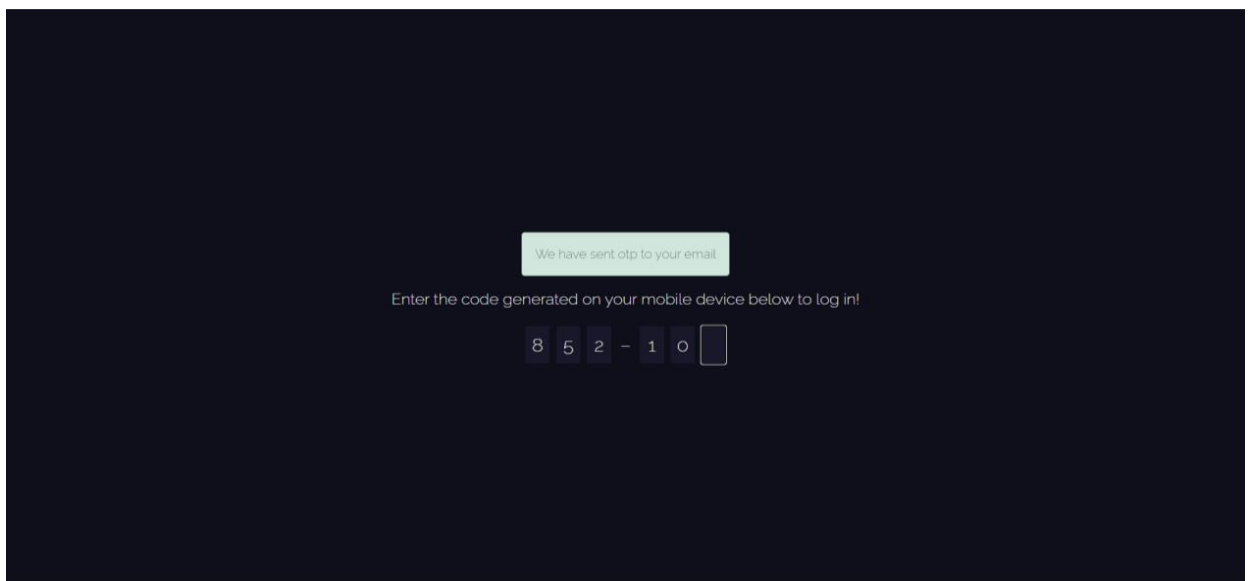 We have sent otp to your email
Enter the code generated on your mobile device below to log in!
8 5 2 – 1 0